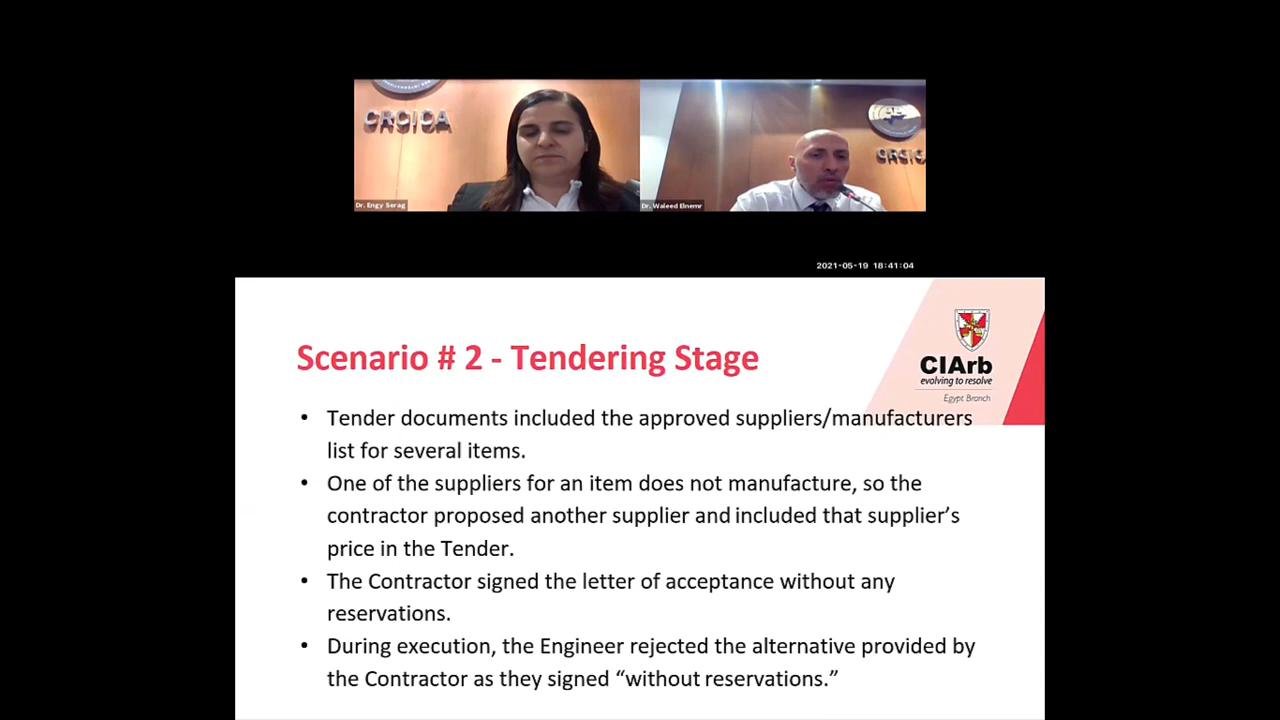 CRCICA
CRCICA
Dr. Engy Serag
Dr. Waleed Elnemr
2021-05-19 18:41:04
CIArb
evolving to resolve
Egypt Branch
Scenario # 2 - Tendering Stage
• Tender documents included the approved suppliers/manufacturers
list for several items.
• One of the suppliers for an item does not manufacture, so the
contractor proposed another supplier and included that supplier’s
price in the Tender.
• The Contractor signed the letter of acceptance without any
reservations.
• During execution, the Engineer rejected the alternative provided by
the Contractor as they signed “without reservations.”